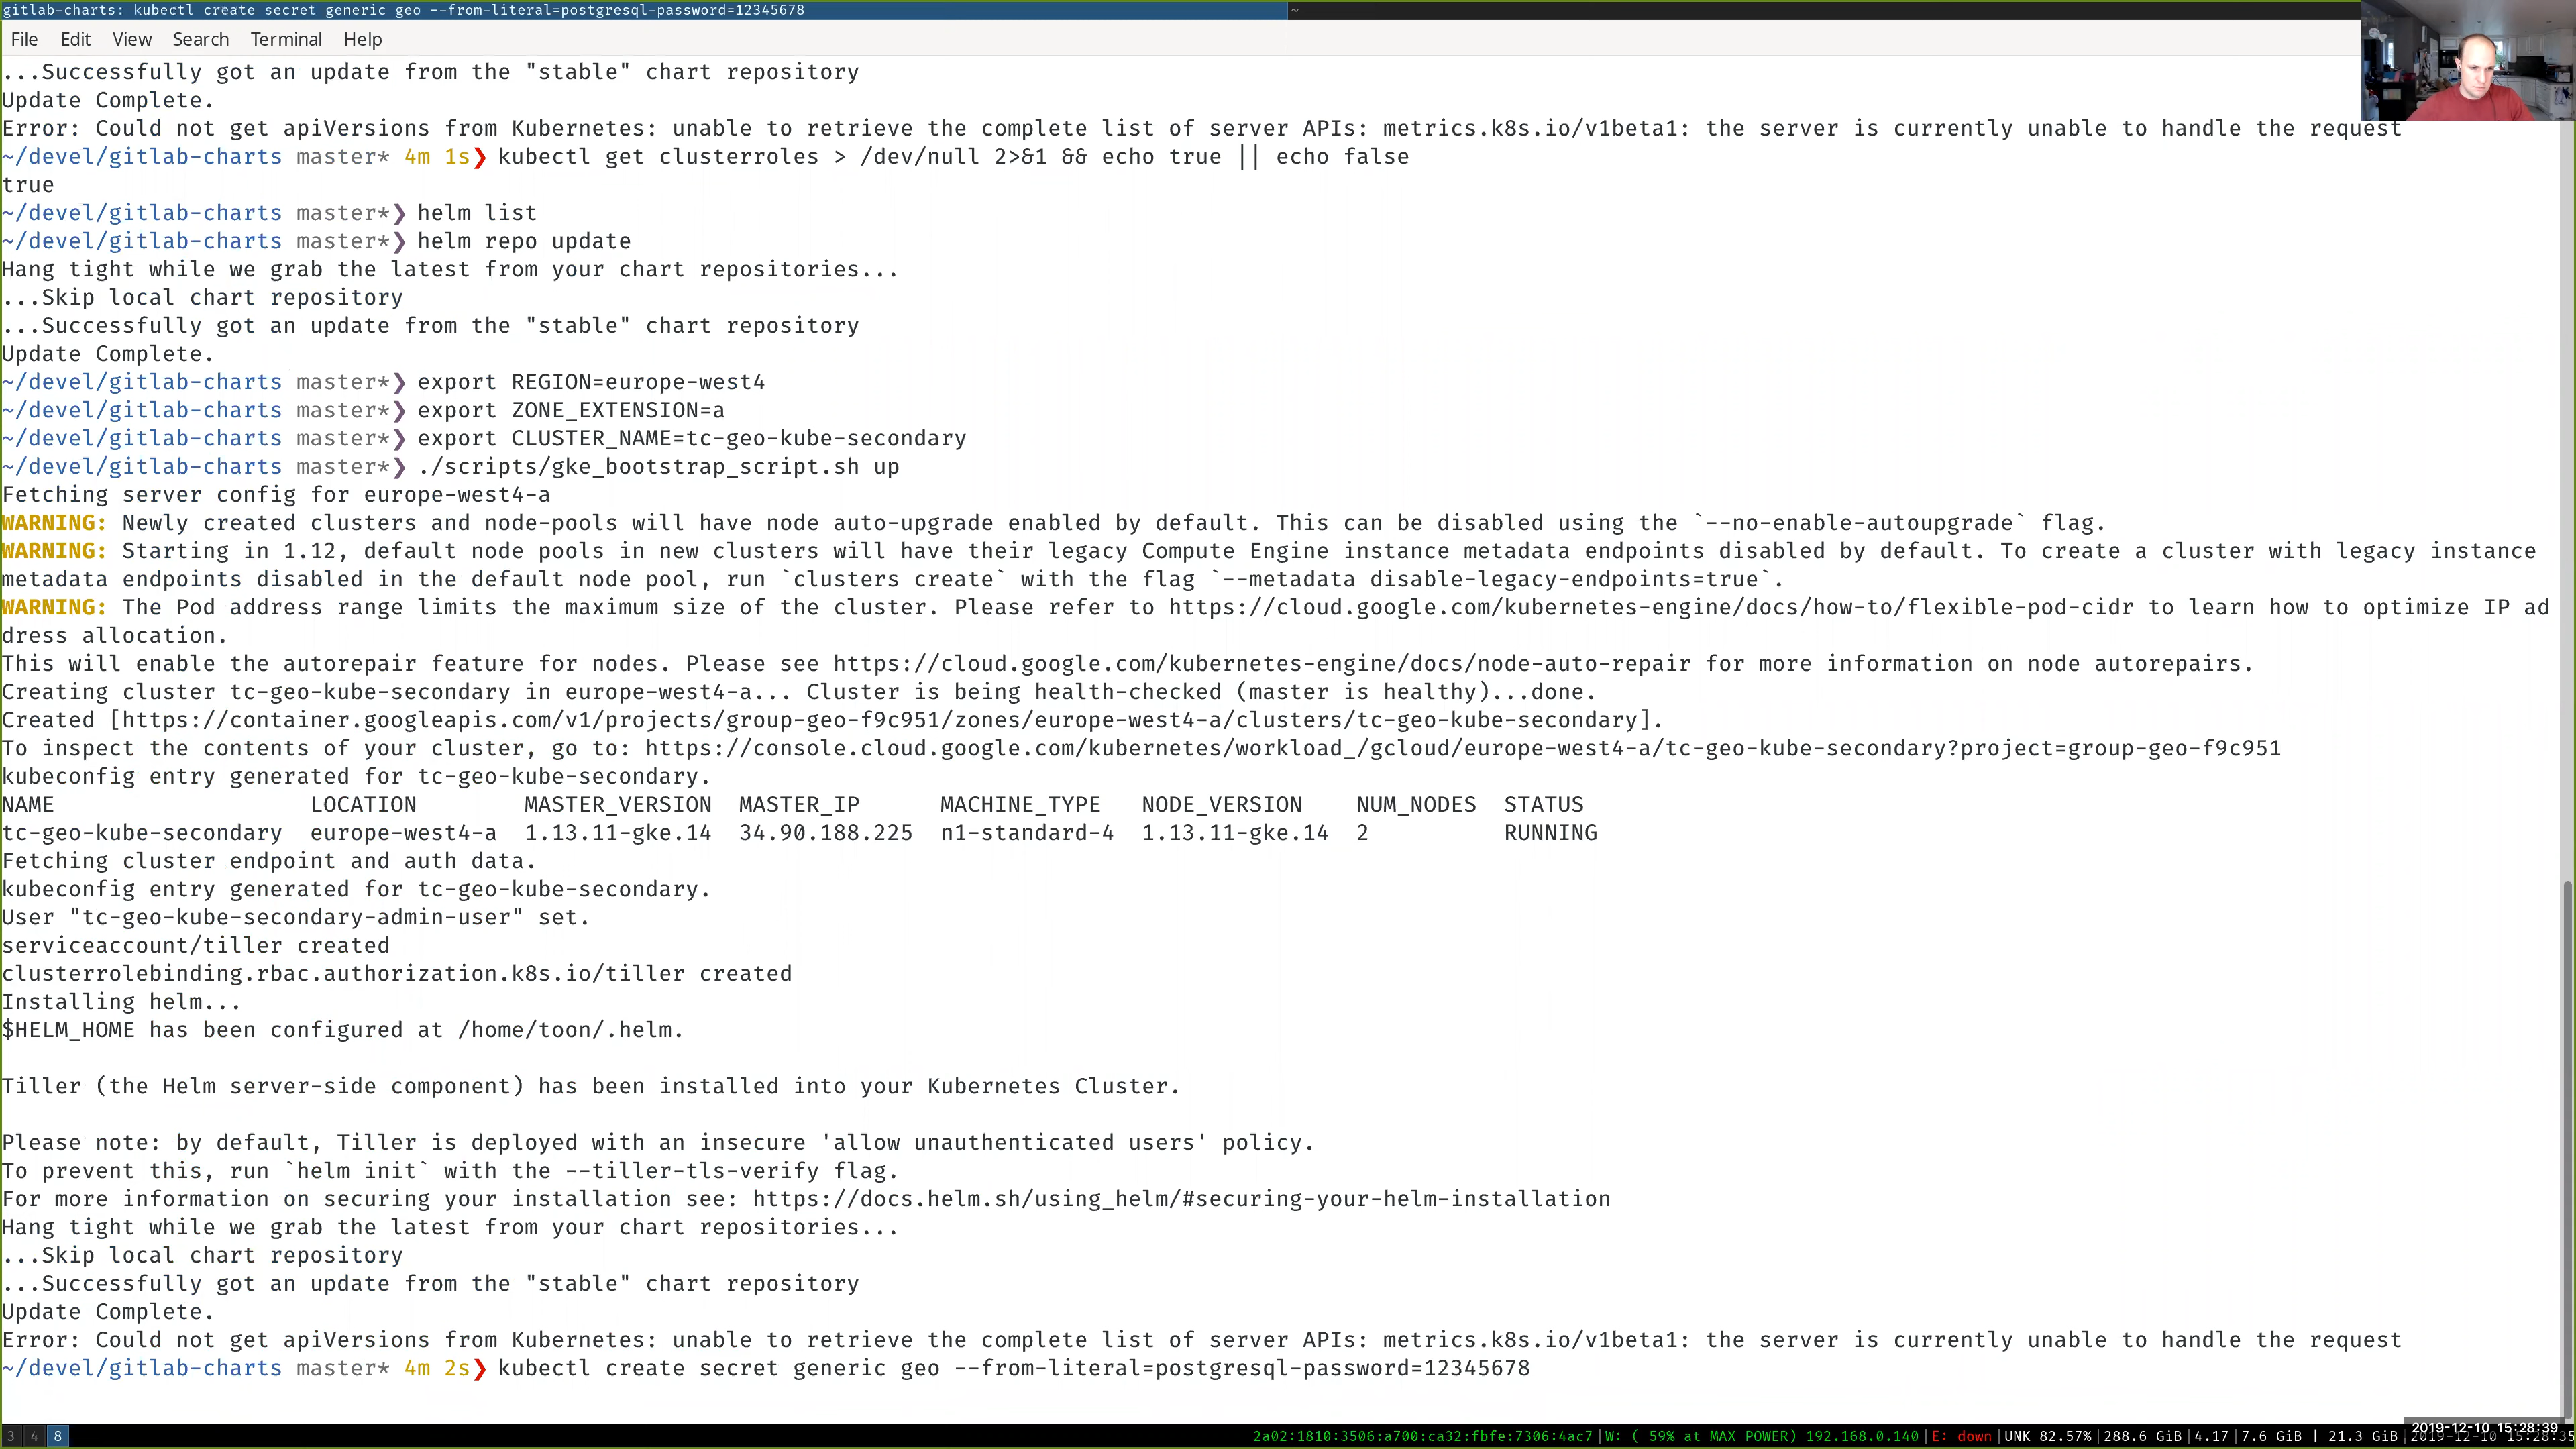 gitlab-charts: kubectl create secret generic geo --from-literal=postgresql-password=12345678
~
File Edit View Search Terminal Help
...Successfully got an update from the "stable" chart repository
Update Complete.
Error: Could not get apiVersions from Kubernetes: unable to retrieve the complete list of server APIs: metrics.k8s.io/v1beta1: the server is currently unable to handle the request
~/devel/gitlab-charts master* 4m 1s❯ kubectl get clusterroles > /dev/null 2>&1 && echo true || echo false
true
~/devel/gitlab-charts master*❯ helm list
~/devel/gitlab-charts master*❯ helm repo update
Hang tight while we grab the latest from your chart repositories...
...Skip local chart repository
...Successfully got an update from the "stable" chart repository
Update Complete.
~/devel/gitlab-charts master*❯ export REGION=europe-west4
~/devel/gitlab-charts master*❯ export ZONE_EXTENSION=a
~/devel/gitlab-charts master*❯ export CLUSTER_NAME=tc-geo-kube-secondary
~/devel/gitlab-charts master*❯ ./scripts/gke_bootstrap_script.sh up
Fetching server config for europe-west4-a
WARNING: Newly created clusters and node-pools will have node auto-upgrade enabled by default. This can be disabled using the `--no-enable-autoupgrade` flag.
WARNING: Starting in 1.12, default node pools in new clusters will have their legacy Compute Engine instance metadata endpoints disabled by default. To create a cluster with legacy instance
metadata endpoints disabled in the default node pool, run `clusters create` with the flag `--metadata disable-legacy-endpoints=true`.
WARNING: The Pod address range limits the maximum size of the cluster. Please refer to https://cloud.google.com/kubernetes-engine/docs/how-to/flexible-pod-cidr to learn how to optimize IP ad
dress allocation.
This will enable the autorepair feature for nodes. Please see https://cloud.google.com/kubernetes-engine/docs/node-auto-repair for more information on node autorepairs.
Creating cluster tc-geo-kube-secondary in europe-west4-a... Cluster is being health-checked (master is healthy)...done.
Created [https://container.googleapis.com/v1/projects/group-geo-f9c951/zones/europe-west4-a/clusters/tc-geo-kube-secondary].
To inspect the contents of your cluster, go to: https://console.cloud.google.com/kubernetes/workload_/gcloud/europe-west4-a/tc-geo-kube-secondary?project=group-geo-f9c951
kubeconfig entry generated for tc-geo-kube-secondary.
NAME LOCATION MASTER_VERSION MASTER_IP MACHINE_TYPE NODE_VERSION NUM_NODES STATUS
tc-geo-kube-secondary europe-west4-a 1.13.11-gke.14 34.90.188.225 n1-standard-4 1.13.11-gke.14 2 RUNNING
Fetching cluster endpoint and auth data.
kubeconfig entry generated for tc-geo-kube-secondary.
User "tc-geo-kube-secondary-admin-user" set.
serviceaccount/tiller created
clusterrolebinding.rbac.authorization.k8s.io/tiller created
Installing helm...
$HELM_HOME has been configured at /home/toon/.helm.
Tiller (the Helm server-side component) has been installed into your Kubernetes Cluster.
Please note: by default, Tiller is deployed with an insecure 'allow unauthenticated users' policy.
To prevent this, run `helm init` with the --tiller-tls-verify flag.
For more information on securing your installation see: https://docs.helm.sh/using_helm/#securing-your-helm-installation
Hang tight while we grab the latest from your chart repositories...
...Skip local chart repository
...Successfully got an update from the "stable" chart repository
Update Complete.
Error: Could not get apiVersions from Kubernetes: unable to retrieve the complete list of server APIs: metrics.k8s.io/v1beta1: the server is currently unable to handle the request
~/devel/gitlab-charts master* 4m 2s❯ kubectl create secret generic geo --from-literal=postgresql-password=12345678
3 4 8
2a02:1810:3506:a700:ca32:fbfe:7306:4ac7|W: ( 59% at MAX POWER) 192.168.0.140|E: down|UNK 82.57%|288.6 GiB|4.17|7.6 GiB | 21.3 GiB
2019-12-10 15:28:39